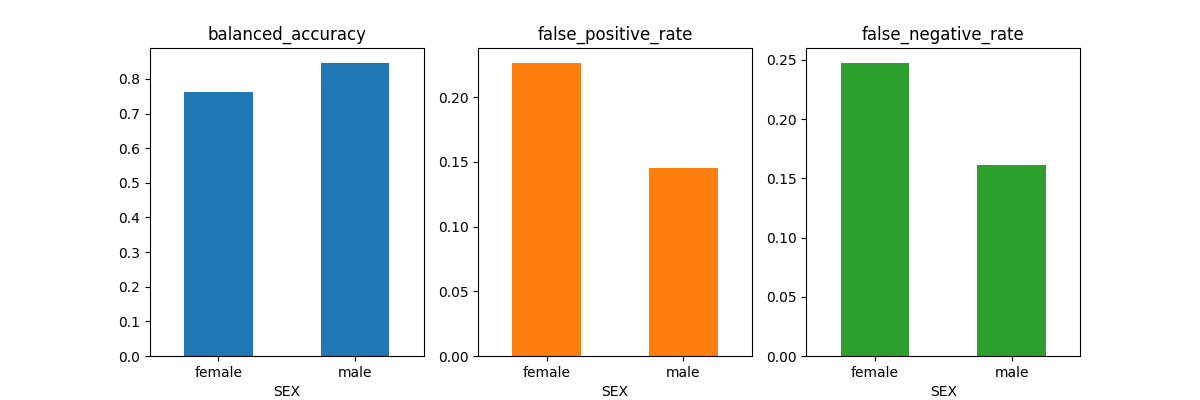 balanced_accuracy
0.8
0.7
0.6
0.5
0.4
0.3
0.2
0.1
0.0
female male
SEX
false_positive_rate
0.20
0.15
0.10
0.05
0.00
female male
SEX
false_negative_rate
0.25
0.20
0.15
0.10
0.05
0.00
female male
SEX